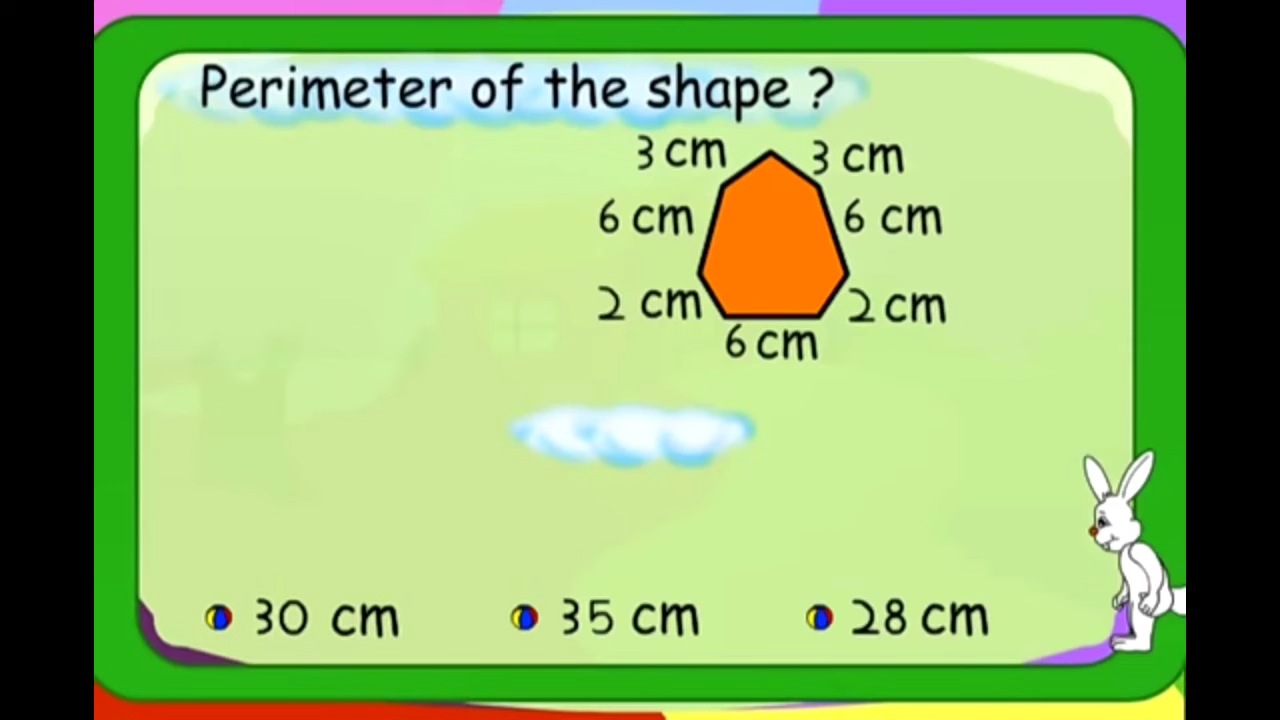 Perimeter of the shape ?
3 cm 3 cm
6 cm 6 cm
2 cm 2 cm
6 cm
30 cm 35 cm 28 cm